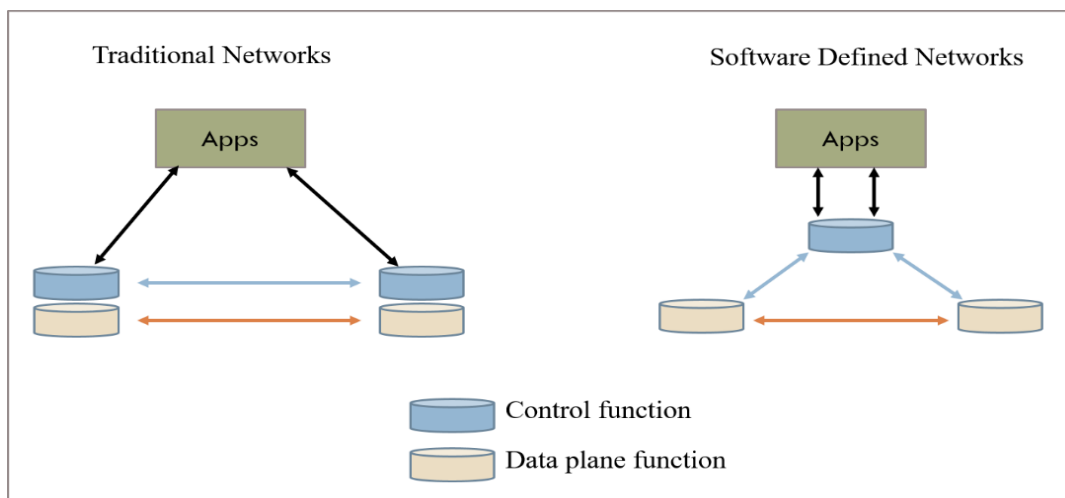 Traditional Networks
Software Defined Networks
Apps
Apps
Control function
Data plane function